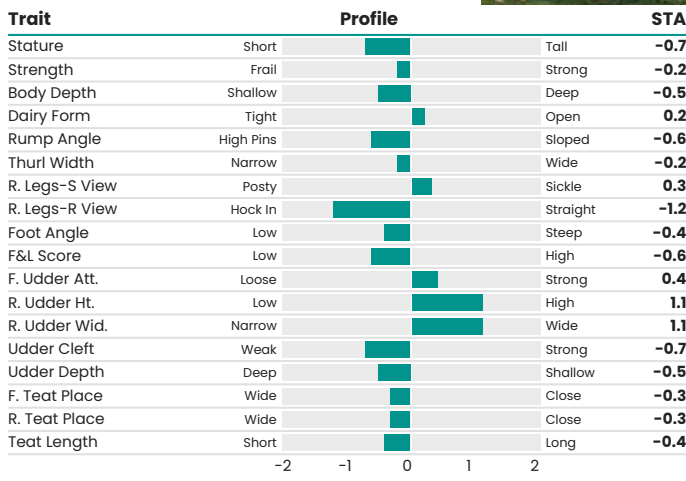 Trait Profile STA
Stature Short Tall -0.7
Strength Frail Strong -0.2
Body Depth Shallow Deep -0.5
Dairy Form Tight Open 0.2
Rump Angle High Pins Sloped -0.6
Thurl Width Narrow Wide -0.2
R. Legs-S View Posty Sickle 0.3
R. Legs-R View Hock In Straight -1.2
Foot Angle Low Steep -0.4
F&L Score Low High -0.6
F. Udder Att. Loose Strong 0.4
R. Udder Ht. Low High 1.1
R. Udder Wid. Narrow Wide 1.1
Udder Cleft Weak Strong -0.7
Udder Depth Deep Shallow -0.5
F. Teat Place Wide Close -0.3
R. Teat Place Wide Close -0.3
Teat Length Short Long -0.4
-2 -1 0 1 2